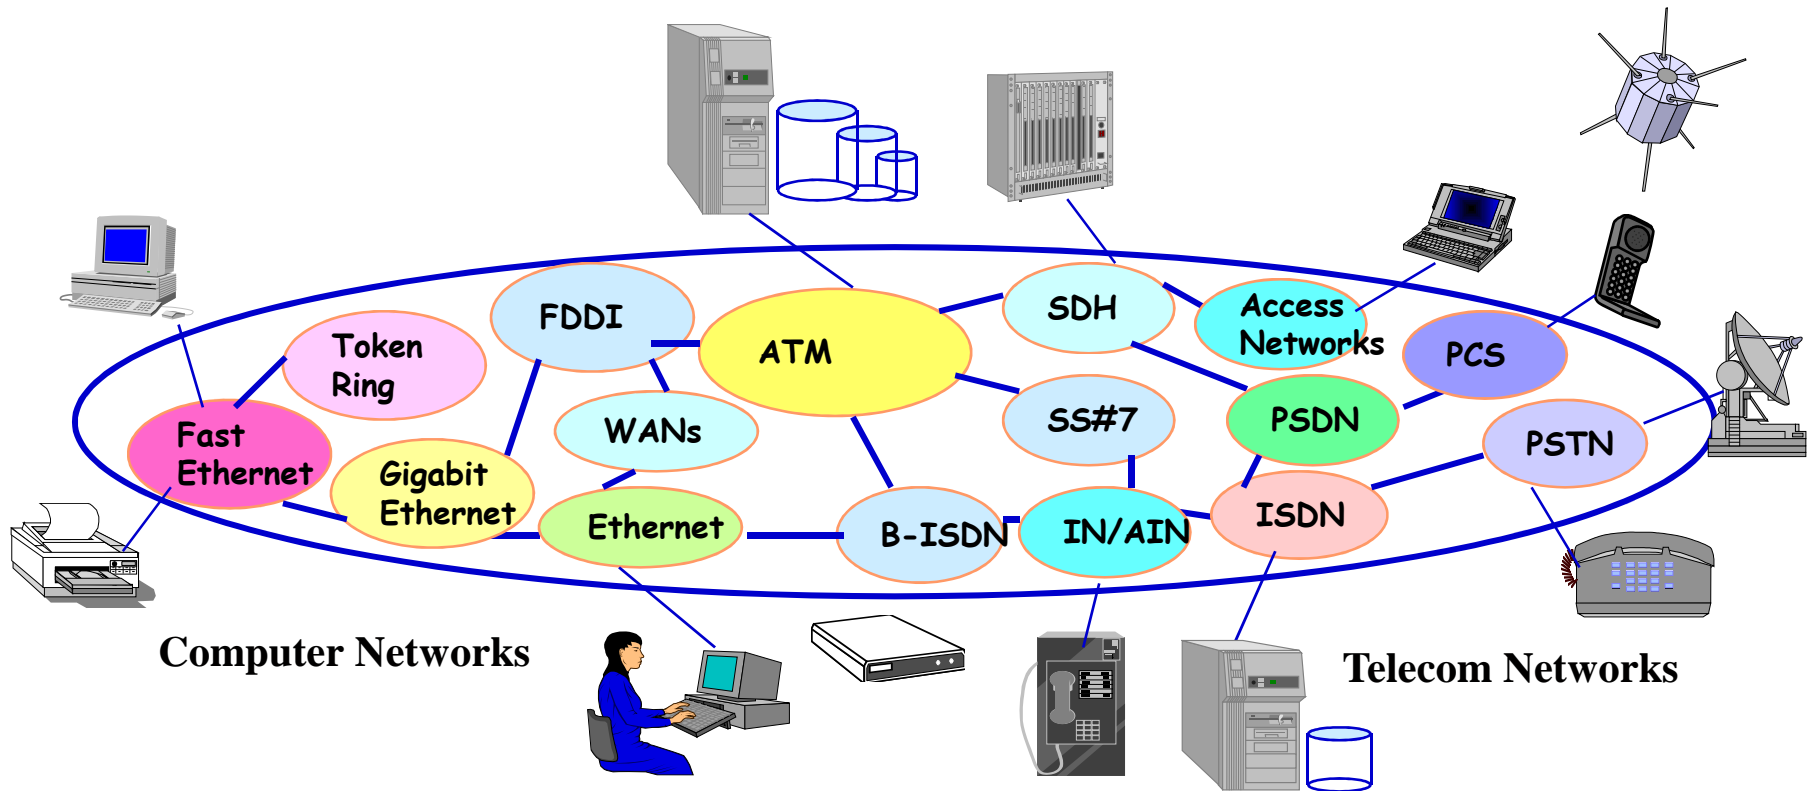 FDDI
Token
Ring
Fast
Ethernet
Gigabit
Ethernet
WANs
Ethernet
ATM
B-ISDN
SDH
SS#7
IN/AIN
Access
Networks
PSDN
ISDN
PCS
PSTN
Computer Networks
Telecom Networks